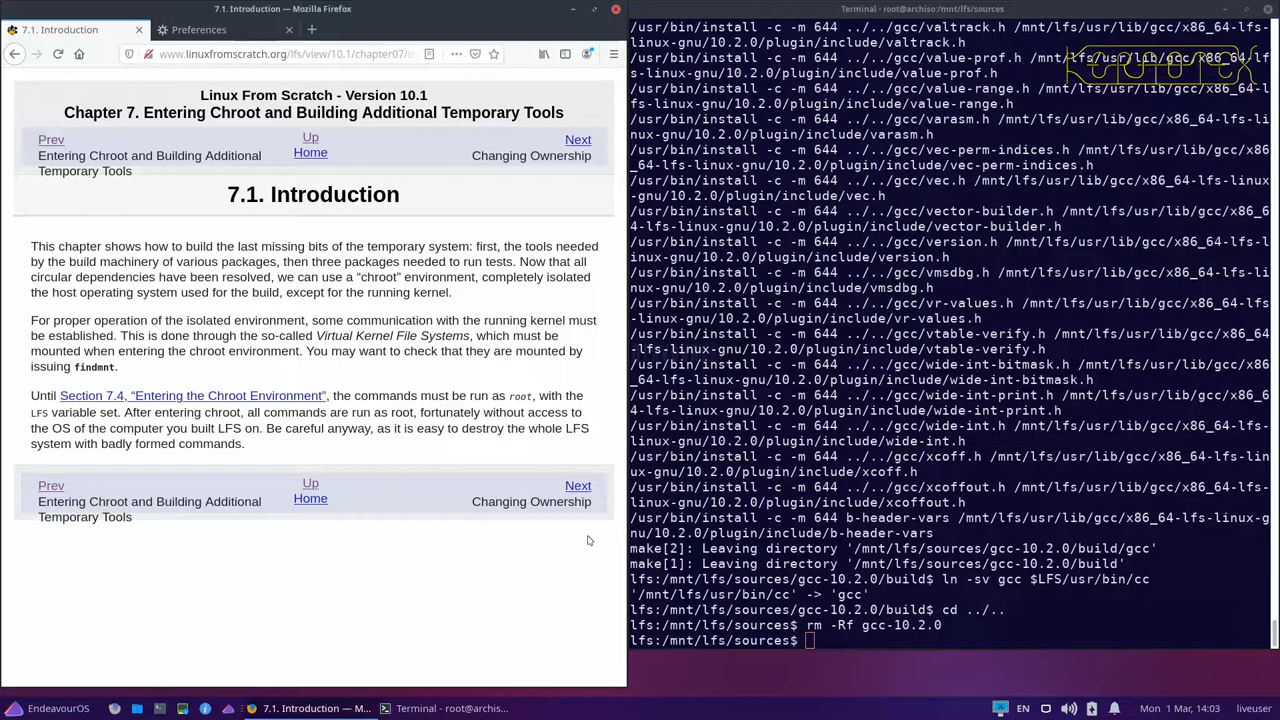 7.1. Introduction — Mozilla Firefox
7.1. Introduction
Preferences
www.linuxfromscratch.org/lfs/view/10.1/chapter07/in
Linux From Scratch - Version 10.1
Chapter 7. Entering Chroot and Building Additional Temporary Tools
Prev
Up
Next
Entering Chroot and Building Additional
Temporary Tools
Home
Changing Ownership
7.1. Introduction
This chapter shows how to build the last missing bits of the temporary system: first, the tools needed
by the build machinery of various packages, then three packages needed to run tests. Now that all
circular dependencies have been resolved, we can use a “chroot” environment, completely isolated
the host operating system used for the build, except for the running kernel.
For proper operation of the isolated environment, some communication with the running kernel must
be established. This is done through the so-called Virtual Kernel File Systems, which must be
mounted when entering the chroot environment. You may want to check that they are mounted by
issuing findmnt.
Until Section 7.4, “Entering the Chroot Environment”, the commands must be run as root, with the
LFS variable set. After entering chroot, all commands are run as root, fortunately without access to
the OS of the computer you built LFS on. Be careful anyway, as it is easy to destroy the whole LFS
system with badly formed commands.
Prev
Up
Next
Entering Chroot and Building Additional
Temporary Tools
Home
Changing Ownership
Terminal - root@archiso:/mnt/lfs/sources
/usr/bin/install -c -m 644 ../../gcc/valtrack.h /mnt/lfs/usr/lib/gcc/x86_64-lfs-
linux-gnu/10.2.0/plugin/include/valtrack.h
/usr/bin/install -c -m 644 ../../gcc/value-prof.h /mnt/lfs/usr/lib/gcc/x86_64-lf
s-linux-gnu/10.2.0/plugin/include/value-prof.h
/usr/bin/install -c -m 644 ../../gcc/value-range.h /mnt/lfs/usr/lib/gcc/x86_64-l
fs-linux-gnu/10.2.0/plugin/include/value-range.h
/usr/bin/install -c -m 644 ../../gcc/varasm.h /mnt/lfs/usr/lib/gcc/x86_64-lfs-li
nux-gnu/10.2.0/plugin/include/varasm.h
/usr/bin/install -c -m 644 ../../gcc/vec-perm-indices.h /mnt/lfs/usr/lib/gcc/x86
_64-lfs-linux-gnu/10.2.0/plugin/include/vec-perm-indices.h
/usr/bin/install -c -m 644 ../../gcc/vec.h /mnt/lfs/usr/lib/gcc/x86_64-lfs-linux
-gnu/10.2.0/plugin/include/vec.h
/usr/bin/install -c -m 644 ../../gcc/vector-builder.h /mnt/lfs/usr/lib/gcc/x86_6
4-lfs-linux-gnu/10.2.0/plugin/include/vector-builder.h
/usr/bin/install -c -m 644 ../../gcc/version.h /mnt/lfs/usr/lib/gcc/x86_64-lfs-l
inux-gnu/10.2.0/plugin/include/version.h
/usr/bin/install -c -m 644 ../../gcc/vmsdbg.h /mnt/lfs/usr/lib/gcc/x86_64-lfs-li
nux-gnu/10.2.0/plugin/include/vmsdbg.h
/usr/bin/install -c -m 644 ../../gcc/vr-values.h /mnt/lfs/usr/lib/gcc/x86_64-lfs
-linux-gnu/10.2.0/plugin/include/vr-values.h
/usr/bin/install -c -m 644 ../../gcc/vtable-verify.h /mnt/lfs/usr/lib/gcc/x86_64
-lfs-linux-gnu/10.2.0/plugin/include/vtable-verify.h
/usr/bin/install -c -m 644 ../../gcc/wide-int-bitmask.h /mnt/lfs/usr/lib/gcc/x86
_64-lfs-linux-gnu/10.2.0/plugin/include/wide-int-bitmask.h
/usr/bin/install -c -m 644 ../../gcc/wide-int-print.h /mnt/lfs/usr/lib/gcc/x86_6
4-lfs-linux-gnu/10.2.0/plugin/include/wide-int-print.h
/usr/bin/install -c -m 644 ../../gcc/wide-int.h /mnt/lfs/usr/lib/gcc/x86_64-lfs-
linux-gnu/10.2.0/plugin/include/wide-int.h
/usr/bin/install -c -m 644 ../../gcc/xcoff.h /mnt/lfs/usr/lib/gcc/x86_64-lfs-lin
ux-gnu/10.2.0/plugin/include/xcoff.h
/usr/bin/install -c -m 644 ../../gcc/xcoffout.h /mnt/lfs/usr/lib/gcc/x86_64-lfs-
linux-gnu/10.2.0/plugin/include/xcoffout.h
/usr/bin/install -c -m 644 b-header-vars /mnt/lfs/usr/lib/gcc/x86_64-lfs-linux-g
nu/10.2.0/plugin/include/b-header-vars
make[2]: Leaving directory '/mnt/lfs/sources/gcc-10.2.0/build/gcc'
make[1]: Leaving directory '/mnt/lfs/sources/gcc-10.2.0/build'
lfs:/mnt/lfs/sources/gcc-10.2.0/build$ ln -sv gcc $LFS/usr/bin/cc
'/mnt/lfs/usr/bin/cc' -> 'gcc'
lfs:/mnt/lfs/sources/gcc-10.2.0/build$ cd ../..
lfs:/mnt/lfs/sources$ rm -Rf gcc-10.2.0
lfs:/mnt/lfs/sources$
EndeavourOS
7.1. Introduction — M...
Terminal - root@archis...
EN
Mon 1 Mar, 14:03
liveuser